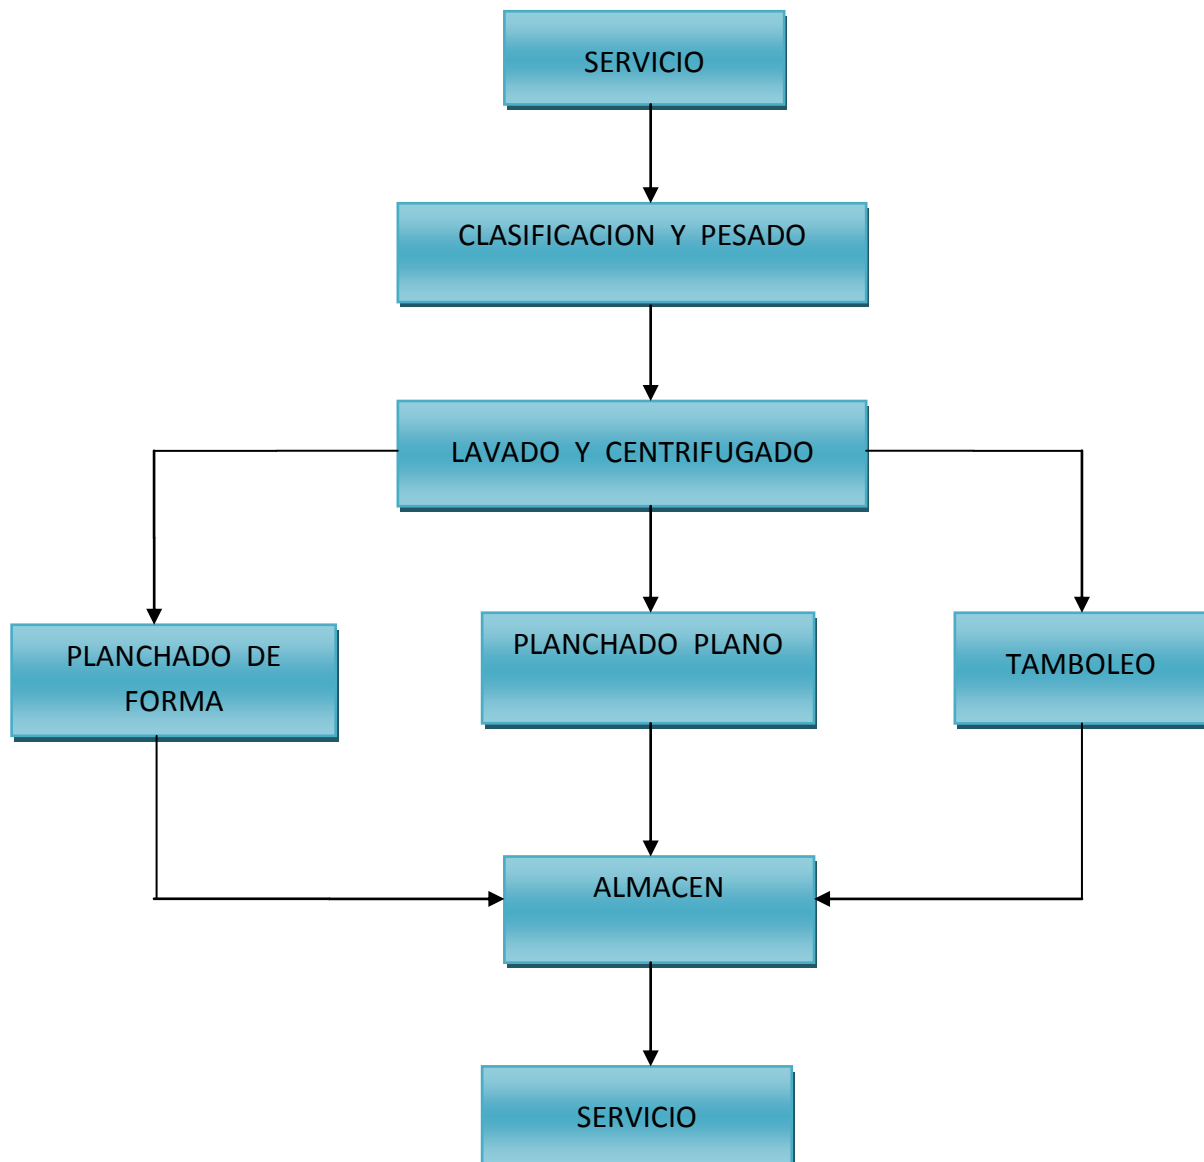 SERVICIO
CLASIFICACION Y PESADO
LAVADO Y CENTRIFUGADO
PLANCHADO DE
FORMA
PLANCHADO PLANO
TAMBOLEO
ALMACEN
SERVICIO